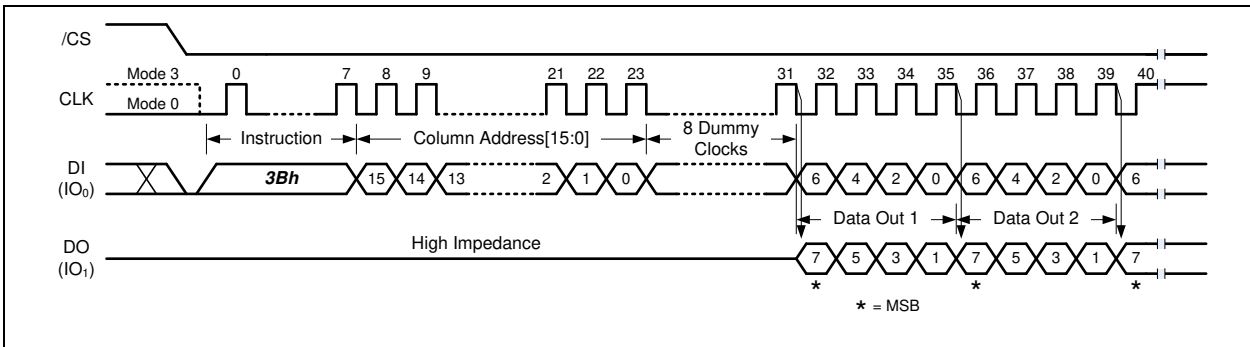 /CS
Mode 3 0 7 8 9 21 22 23 31 32 33 34 35 36 37 38 39 40
CLK Mode 0
Instruction Column Address[15:0] 8 Dummy Clocks
DI (IO₀) 3Bh 15 14 13 2 1 0 6 4 2 0 6 4 2 0 6
Data Out 1 Data Out 2
DO (IO₁) High Impedance 7 5 3 1 7 5 3 1 7
* * *
* = MSB